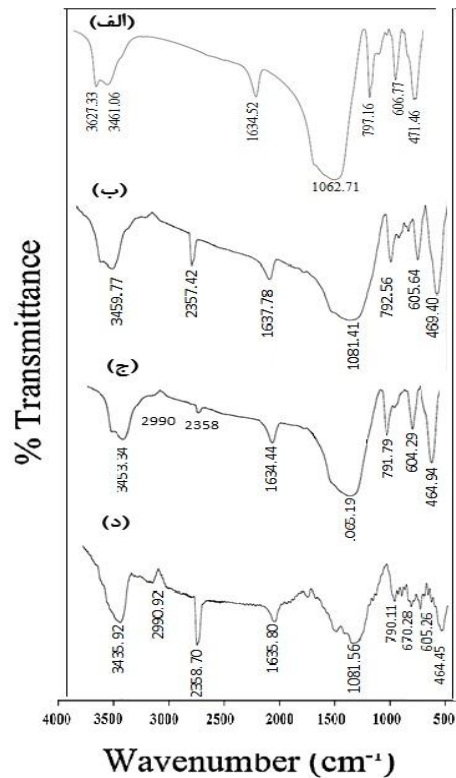 (الف)
3627.33 3461.06 1634.52 1062.71 797.16 606.77 471.46
(ب)
3459.77 2357.42 1637.78 1081.41 792.56 605.64 469.40
(ج)
3453.34 2990 2358 1634.44 .065.19 791.79 604.29 464.94
(د)
3435.92 2990.92 2358.70 1635.80 1081.56 790.11 670.28 605.26 464.45
% Transmittance
4000 3500 3000 2500 2000 1500 1000 500
Wavenumber (cm⁻¹)